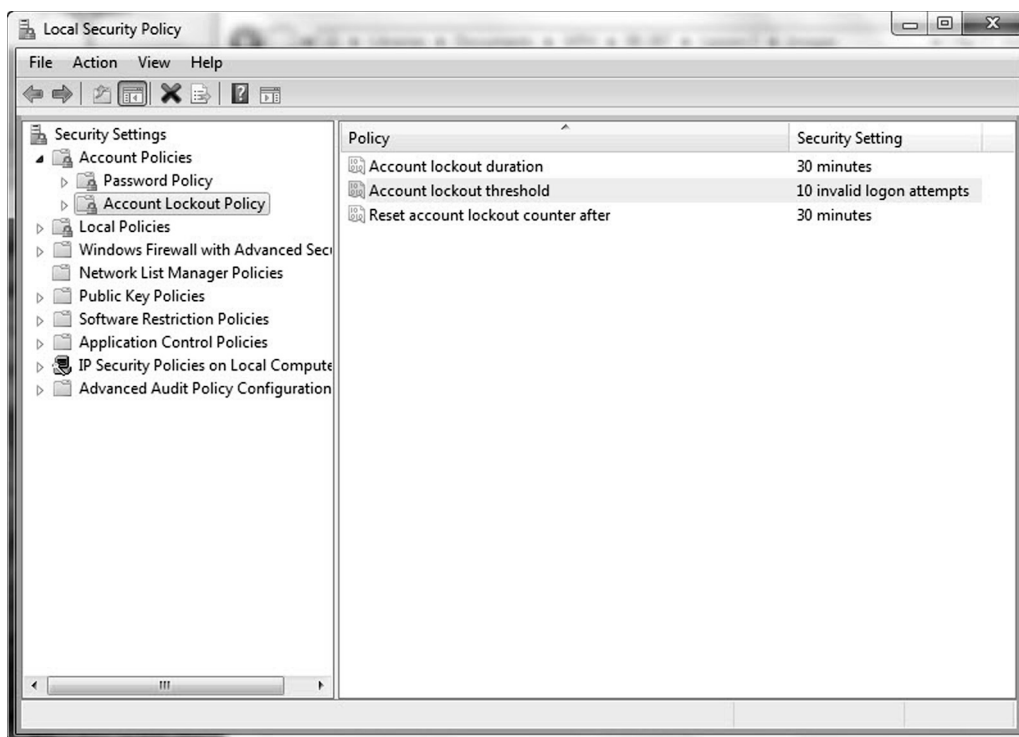 Local Security Policy
File Action View Help
Security Settings
Account Policies
Password Policy
Account Lockout Policy
Local Policies
Windows Firewall with Advanced Secu
Network List Manager Policies
Public Key Policies
Software Restriction Policies
Application Control Policies
IP Security Policies on Local Compute
Advanced Audit Policy Configuration
Policy Security Setting
Account lockout duration 30 minutes
Account lockout threshold 10 invalid logon attempts
Reset account lockout counter after 30 minutes